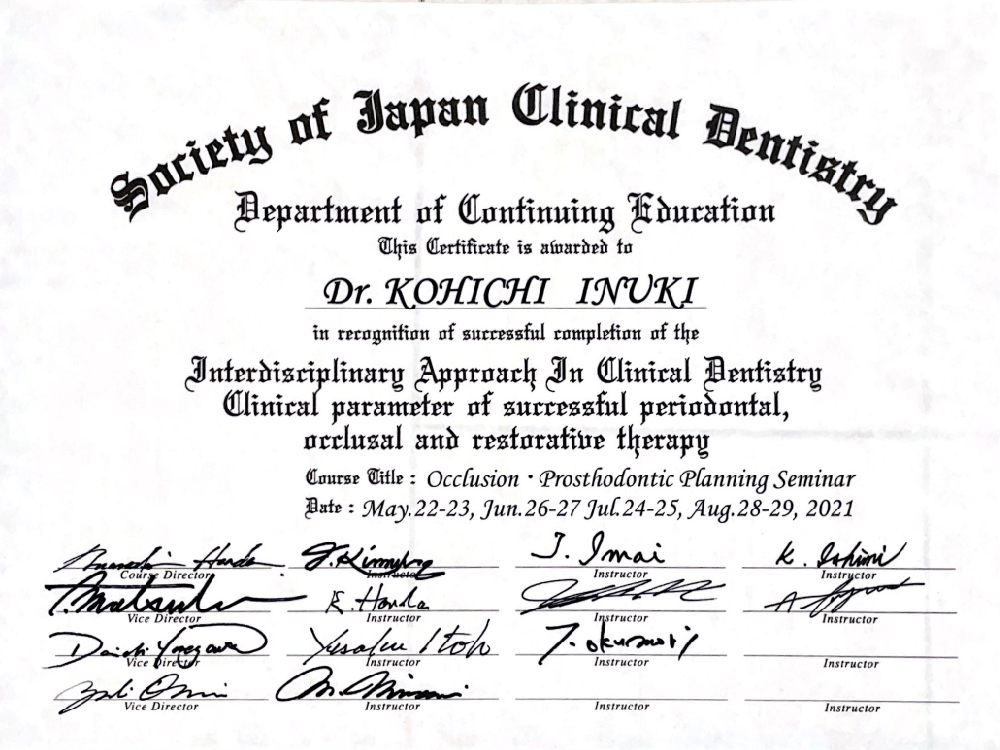 Society of Japan Clinical Dentistry
Department of Continuing Education
This Certificate is awarded to
Dr. KOHICHI INUKI
in recognition of successful completion of the
Interdisciplinary Approach In Clinical Dentistry
Clinical parameter of successful periodontal,
occlusal and restorative therapy
Course Title : Occlusion・Prosthodontic Planning Seminar
Date : May.22-23, Jun.26-27 Jul.24-25, Aug.28-29, 2021
J. Imai
Course Director Instructor Instructor Instructor
K. Honda
Vice Director Instructor Instructor Instructor
Yusaku Itoh
Vice Director Instructor Instructor Instructor
Vice Director Instructor Instructor Instructor